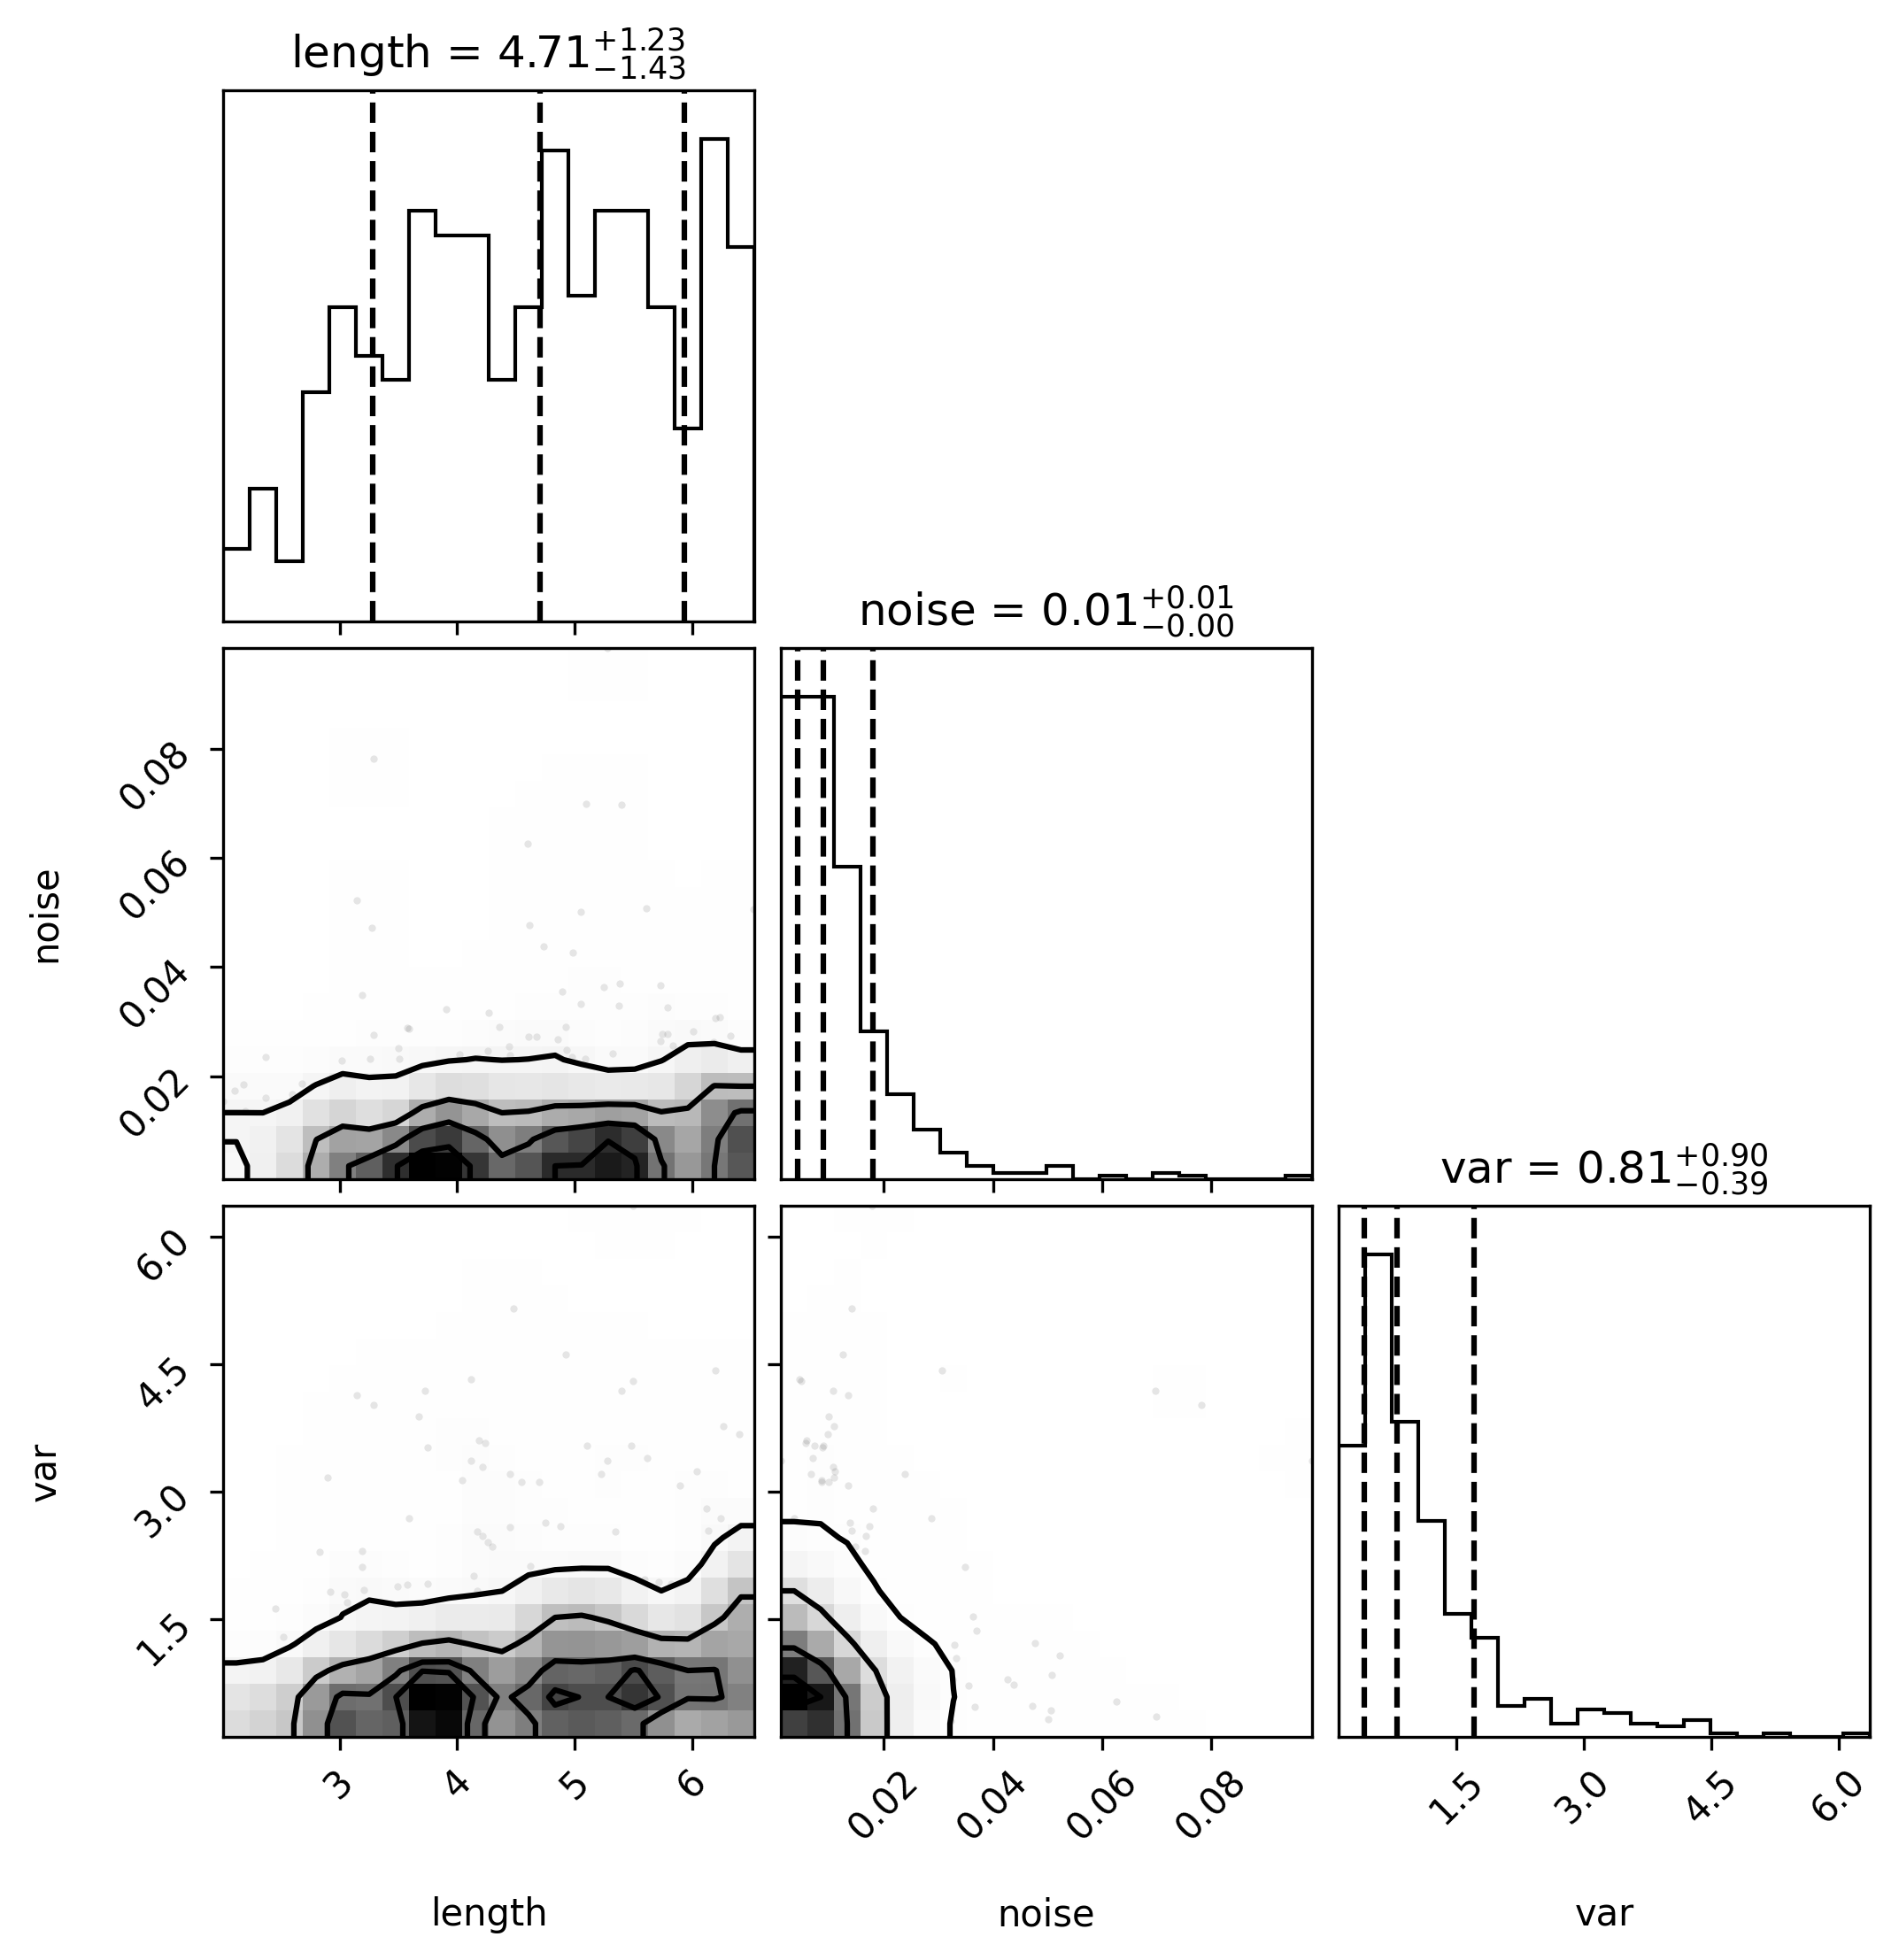 length = 4.71+1.23−1.43
noise = 0.01+0.01−0.00
0.08
0.06
0.04
0.02
noise
var = 0.81+0.90−0.39
6.0
4.5
3.0
1.5
var
3 4 5 6 0.02 0.04 0.06 0.08 1.5 3.0 4.5 6.0
length noise var